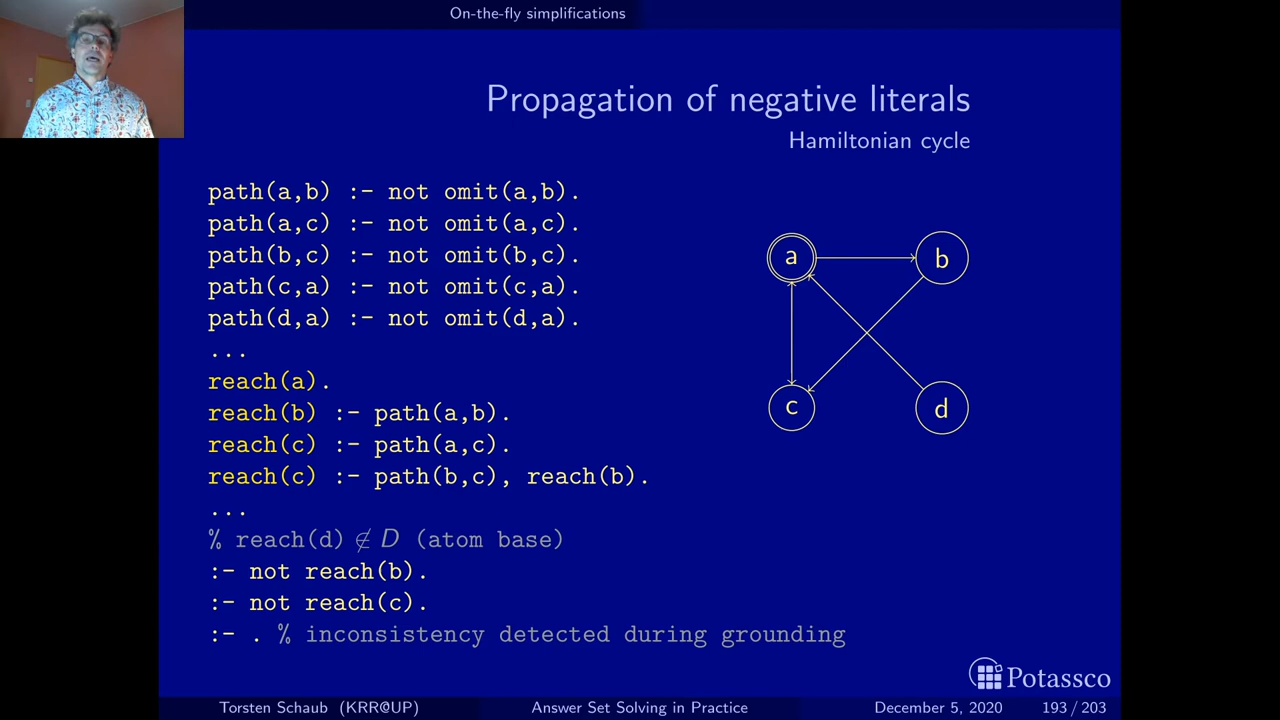 On-the-fly simplifications
Propagation of negative literals
Hamiltonian cycle
path(a,b) :- not omit(a,b).
path(a,c) :- not omit(a,c).
path(b,c) :- not omit(b,c).
path(c,a) :- not omit(c,a).
path(d,a) :- not omit(d,a).
...
reach(a).
reach(b) :- path(a,b).
reach(c) :- path(a,c).
reach(c) :- path(b,c), reach(b).
...
% reach(d) ∉ D (atom base)
:- not reach(b).
:- not reach(c).
:- . % inconsistency detected during grounding
a
b
c
d
Potassco
Torsten Schaub (KRR@UP)
Answer Set Solving in Practice
December 5, 2020
193 / 203